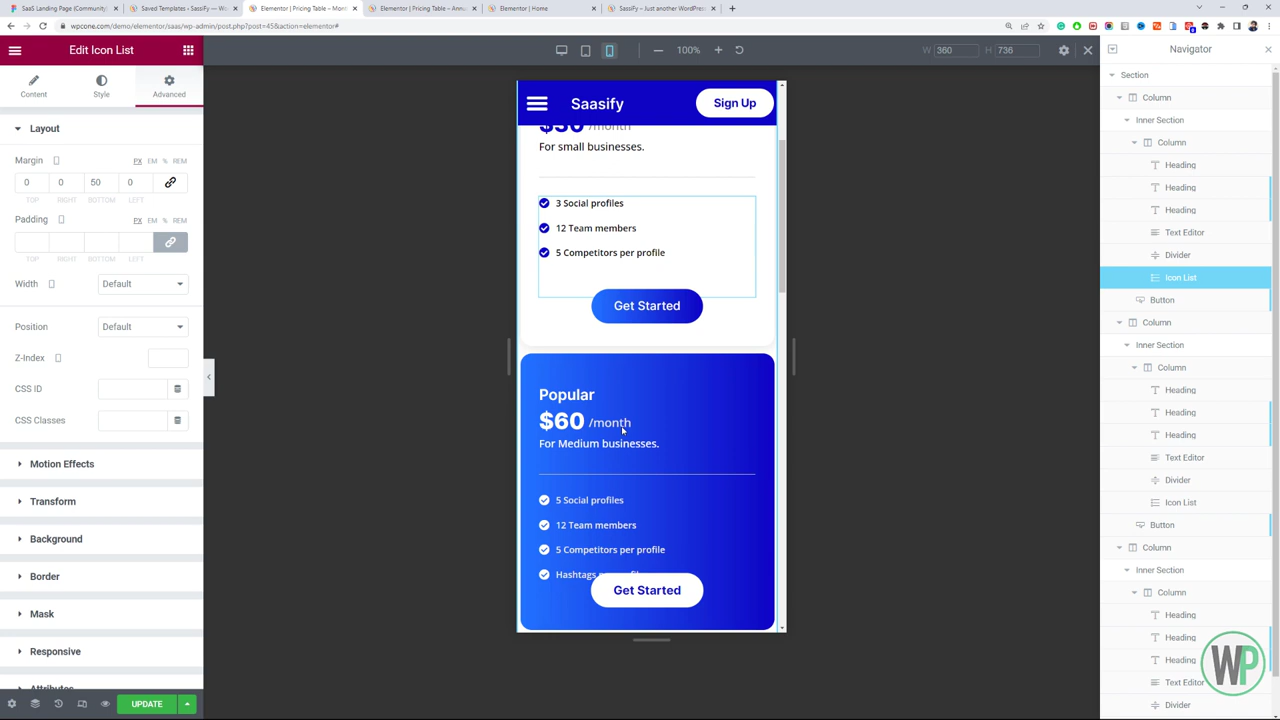 SaaS Landing Page (Community)
Saved Templates – SassiFy — Wo
Elementor | Pricing Table – Mont
Elementor | Pricing Table – Annu
Elementor | Home
SassiFy – Just another WordPress
wpcone.com/demo/elementor/saas/wp-admin/post.php?post=45&action=elementor#
Edit Icon List
100%
W 360 H 736
Navigator
Content
Style
Advanced
Layout
Margin
PX EM % REM
0 0 50 0
TOP RIGHT BOTTOM LEFT
Padding
PX EM % REM
TOP RIGHT BOTTOM LEFT
Width
Default
Position
Default
Z-Index
CSS ID
CSS Classes
Motion Effects
Transform
Background
Border
Mask
Responsive
Attributes
UPDATE
Saasify
Sign Up
$30 /month
For small businesses.
3 Social profiles
12 Team members
5 Competitors per profile
Get Started
Popular
$60 /month
For Medium businesses.
5 Social profiles
12 Team members
5 Competitors per profile
Hashtags
Get Started
Section
Column
Inner Section
Column
Heading
Heading
Heading
Text Editor
Divider
Icon List
Button
Column
Inner Section
Column
Heading
Heading
Heading
Text Editor
Divider
Icon List
Button
Column
Inner Section
Column
Heading
Heading
Heading
Text Editor
Divider
WP